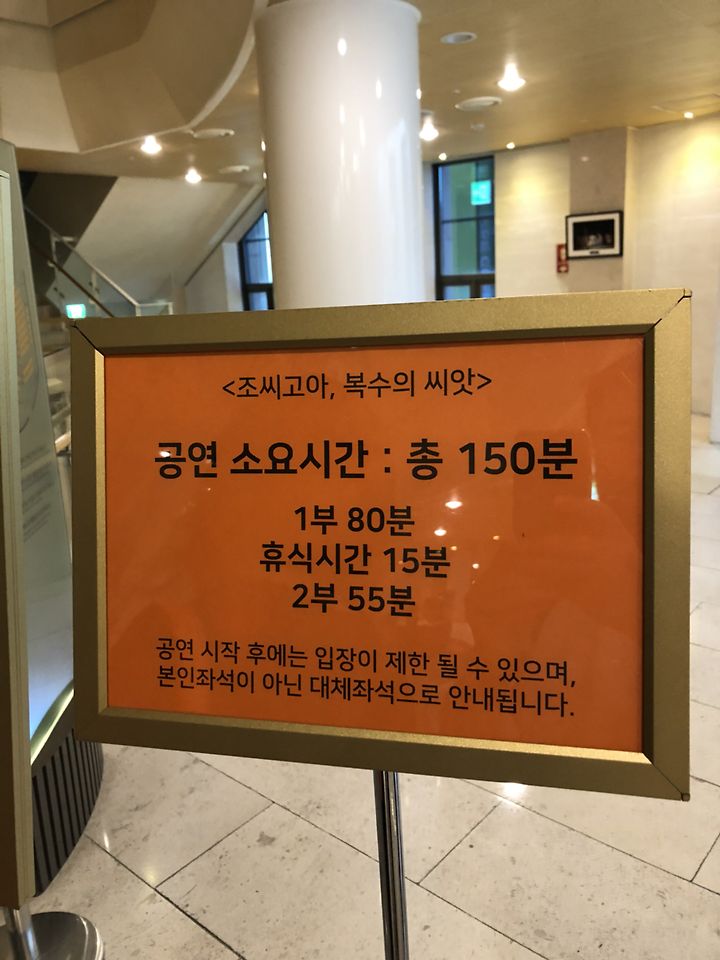 <조씨고아, 복수의 씨앗>
공연 소요시간 : 총 150분
1부 80분
휴식시간 15분
2부 55분
공연 시작 후에는 입장이 제한 될 수 있으며,
본인좌석이 아닌 대체좌석으로 안내됩니다.